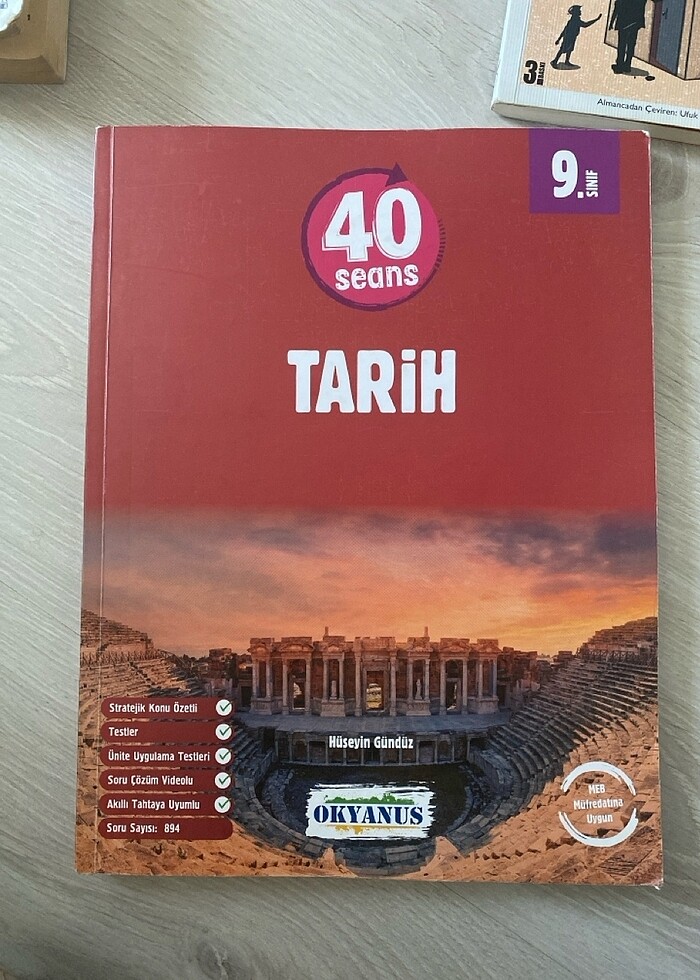 3.
BASKI
Almancadan Çeviren: Ufuk
9.
SINIF
40
seans
TARİH
Stratejik Konu Özetli
Testler
Ünite Uygulama Testleri
Soru Çözüm Videolu
Akıllı Tahtaya Uyumlu
Soru Sayısı: 894
Hüseyin Gündüz
OKYANUS
MEB
Müfredatına
Uygun